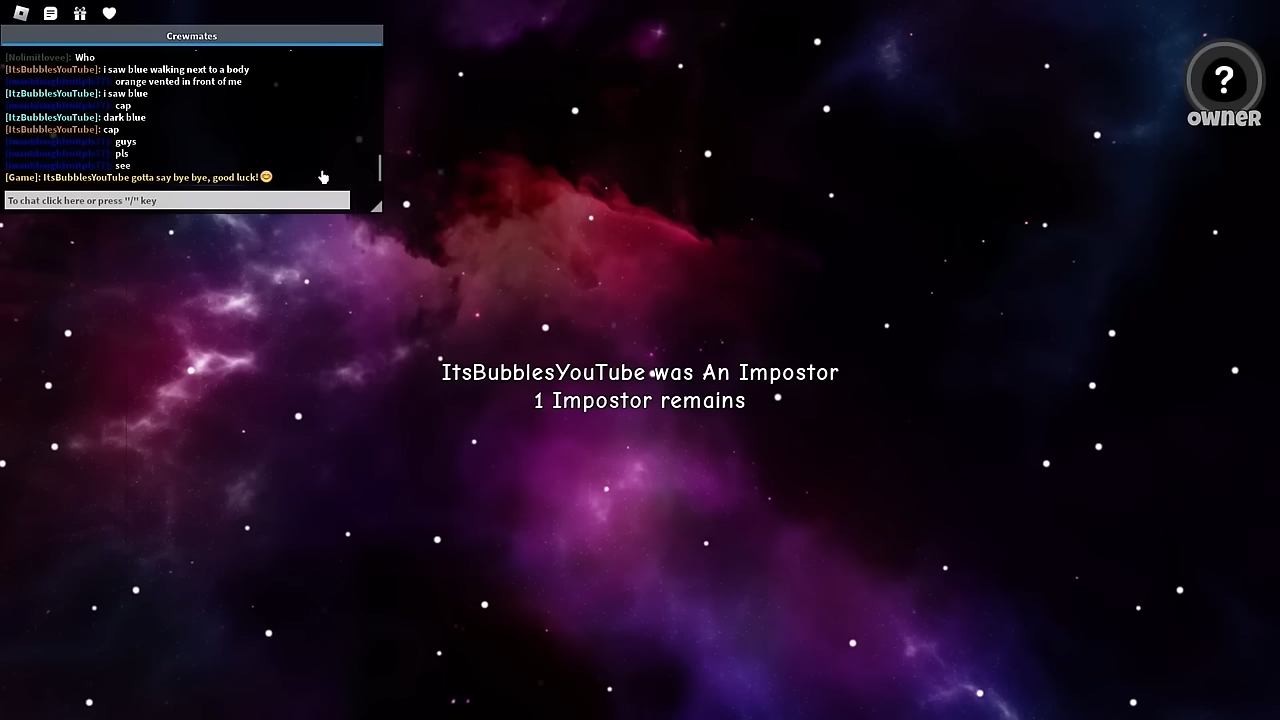 Crewmates
[Nolimitlovee]: Who
[ItsBubblesYouTube]: i saw blue walking next to a body
orange vented in front of me
[ItzBubblesYouTube]: i saw blue
cap
[ItzBubblesYouTube]: dark blue
[ItsBubblesYouTube]: cap
guys
pls
see
[Game]: ItsBubblesYouTube gotta say bye bye, good luck!😊
To chat click here or press "/" key
?
OWNER
ItsBubblesYouTube was An Impostor
1 Impostor remains